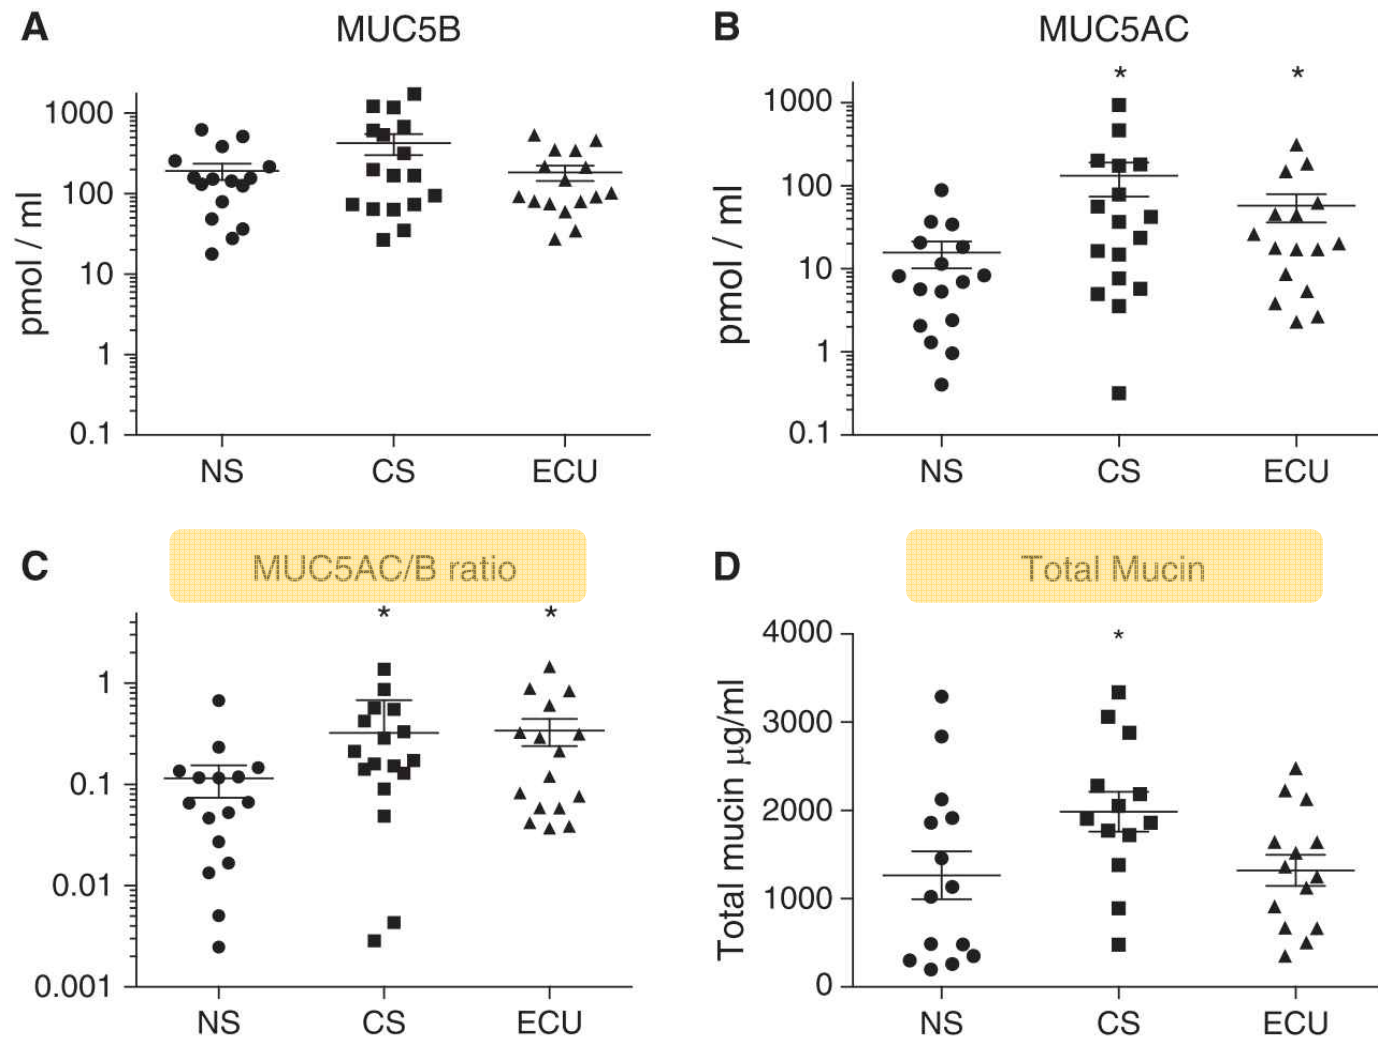 A MUC5B
pmol / ml
1000
100
10
1
0.1
NS CS ECU
B MUC5AC
* *
pmol / ml
1000
100
10
1
0.1
NS CS ECU
C MUC5AC/B ratio
* *
1
0.1
0.01
0.001
NS CS ECU
D Total Mucin
*
Total mucin µg/ml
4000
3000
2000
1000
0
NS CS ECU